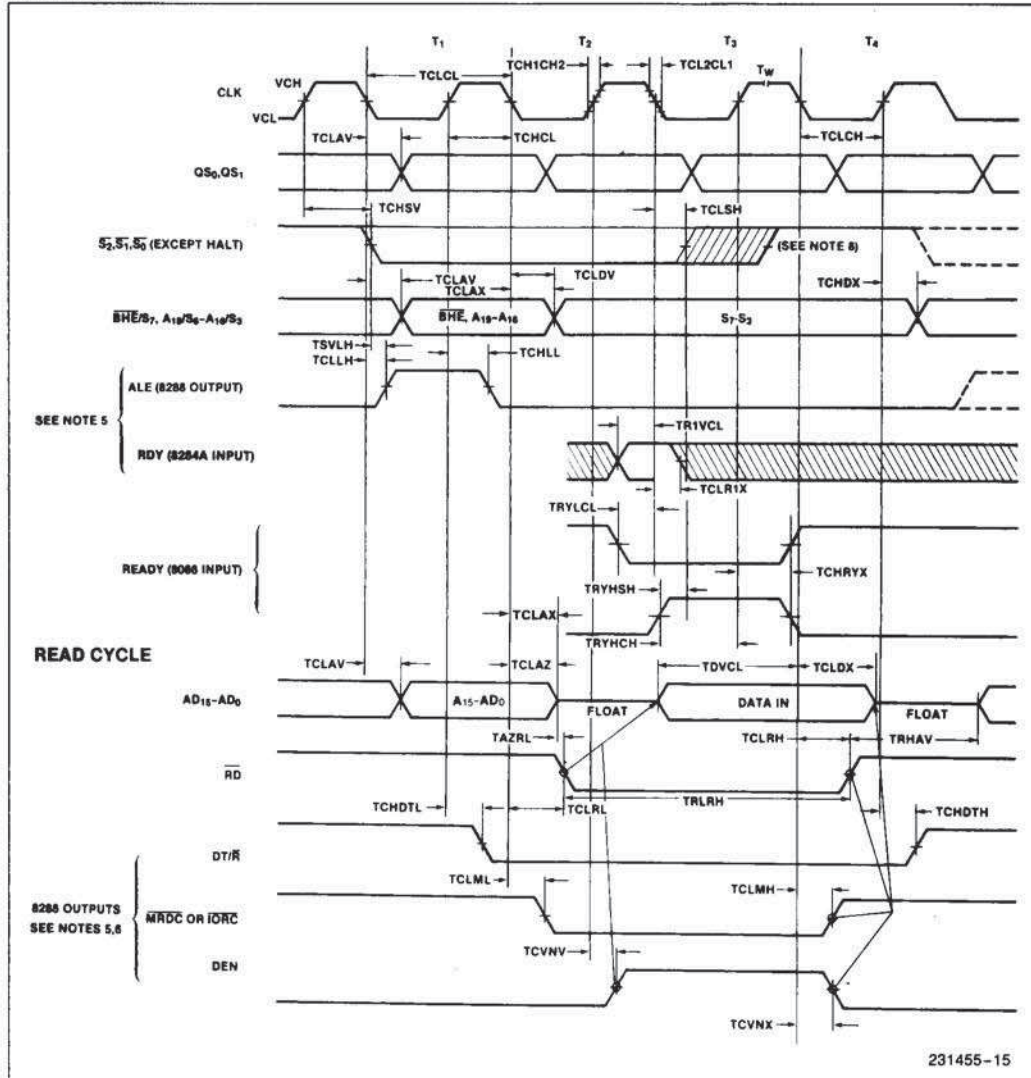 T1 T2 T3 T4
TCH1CH2 TCL2CL1
TCLCL TW
VCH
CLK
VCL
TCLCH
TCLAV TCHCL
QS0,QS1
TCHSV
TCLSH
S2,S1,S0 (EXCEPT HALT) (SEE NOTE 8)
TCLAV TCLDV
TCLAX TCHDX
BHE/S7, A19/S6-A16/S3 BHE, A19-A16 S7-S3
TSVLH
TCLLH TCHLL
ALE (8288 OUTPUT)
SEE NOTE 5
TR1VCL
RDY (8284A INPUT)
TCLR1X
TRYLCL
READY (8086 INPUT) TCHRYX
TRYHSH
TCLAX
TRYHCH
READ CYCLE
TCLAV TCLAZ TDVCL TCLDX
AD15-AD0 A15-AD0 FLOAT DATA IN FLOAT
TAZRL TCLRH TRHAV
RD
TRLRH
TCHDTL TCLRL TCHDTH
DT/R
TCLML TCLMH
8288 OUTPUTS
SEE NOTES 5,6
MRDC OR IORC
TCVNV
DEN
TCVNX
231455-15